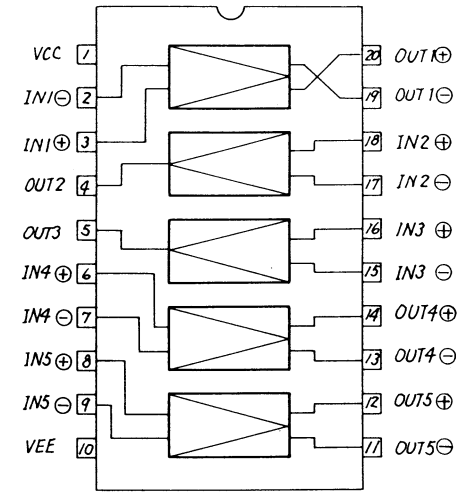 VCC 1
IN1⊖ 2
IN1⊕ 3
OUT2 4
OUT3 5
IN4⊕ 6
IN4⊖ 7
IN5⊕ 8
IN5⊖ 9
VEE 10
20 OUT1⊕
19 OUT1⊖
18 IN2⊕
17 IN2⊖
16 IN3⊕
15 IN3⊖
14 OUT4⊕
13 OUT4⊖
12 OUT5⊕
11 OUT5⊖